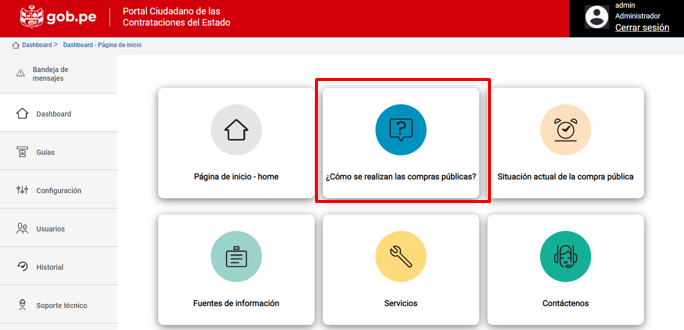 gob.pe
Portal Ciudadano de las
Contrataciones del Estado
admin
Administrador
Cerrar sesión
Dashboard > Dashboard - Página de inicio
Bandeja de
mensajes
Dashboard
Guías
Configuración
Usuarios
Historial
Soporte técnico
Página de inicio - home
¿Cómo se realizan las compras públicas?
Situación actual de la compra pública
Fuentes de información
Servicios
Contáctenos